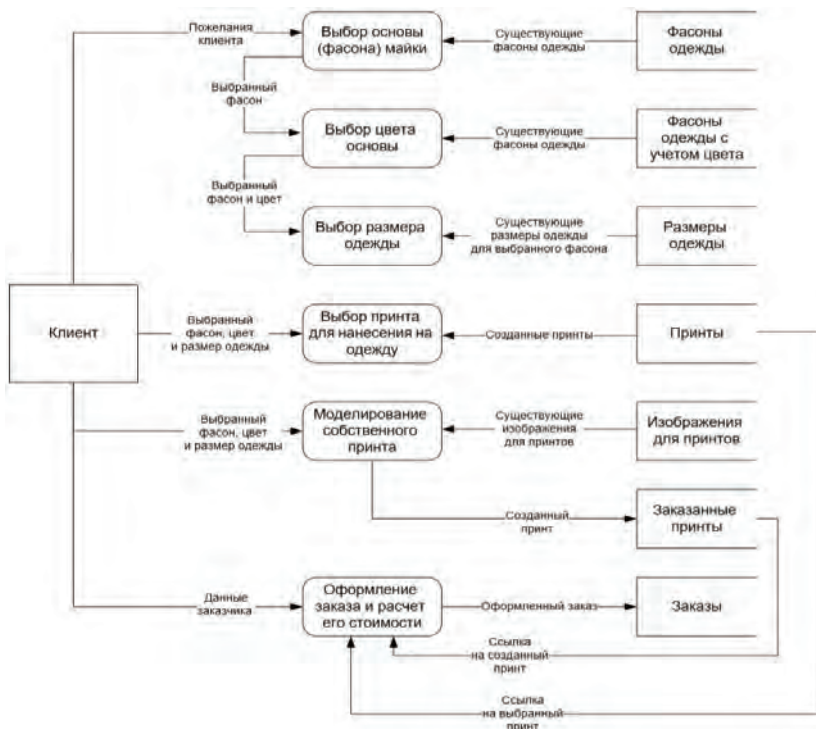 Пожелания
клиента
Выбор основы
(фасона) майки
Существующие
фасоны одежды
Фасоны
одежды
Выбранный
фасон
Выбор цвета
основы
Существующие
фасоны одежды
Фасоны
одежды с
учетом цвета
Выбранный
фасон и цвет
Выбор размера
одежды
Существующие
размеры одежды
для выбранного фасона
Размеры
одежды
Клиент
Выбранный
фасон, цвет
и размер одежды
Выбор принта
для нанесения на
одежду
Созданные принты
Принты
Выбранный
фасон, цвет
и размер одежды
Моделирование
собственного
принта
Существующие
изображения
для принтов
Изображения
для принтов
Созданный
принт
Заказанные
принты
Данные
заказчика
Оформление
заказа и расчет
его стоимости
Оформленный заказ
Заказы
Ссылка
на созданный
принт
Ссылка
на выбранный
принт